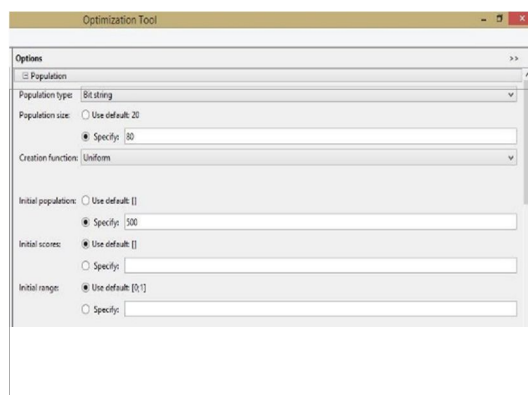 Optimization Tool
Options >>
Population
Population type: Bit string
Population size: Use default: 20
Specify: 80
Creation function: Uniform
Initial population: Use default: []
Specify: 500
Initial scores: Use default: []
Specify:
Initial range: Use default: [0;1]
Specify: